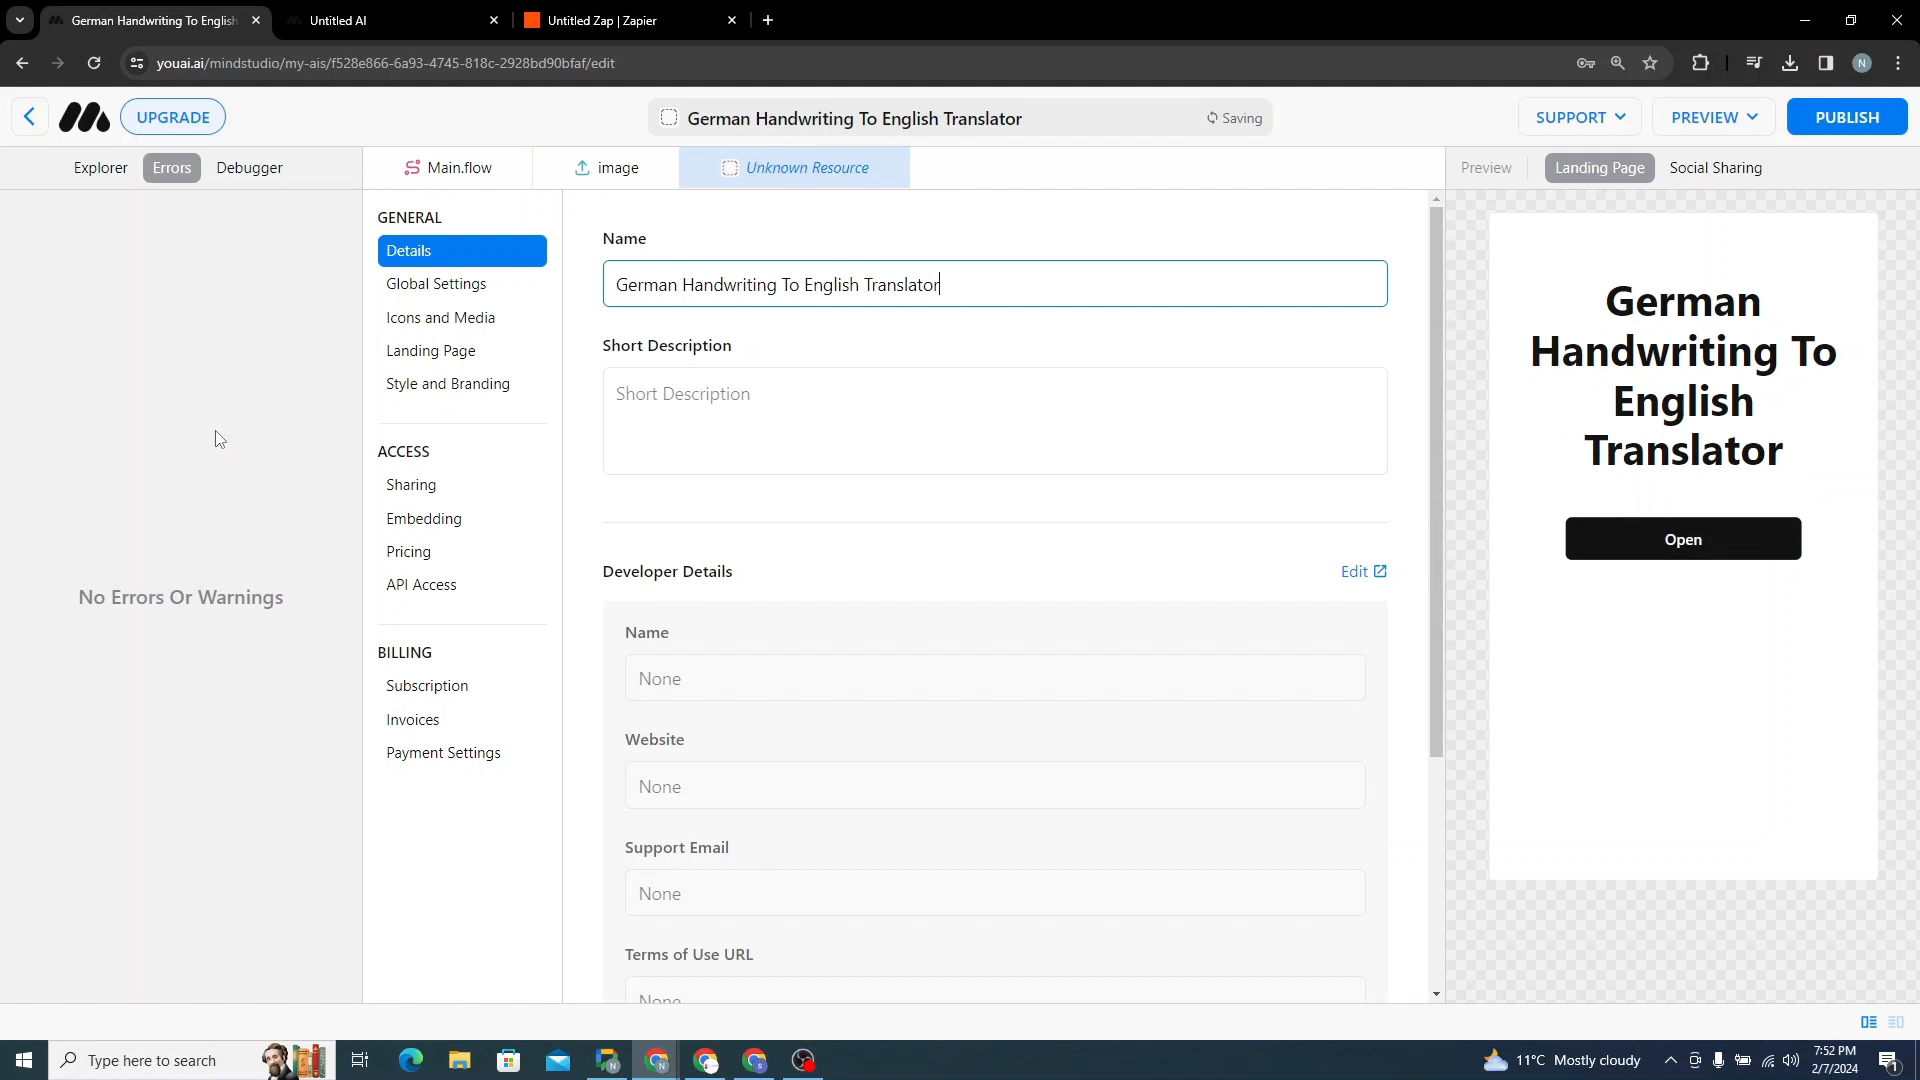 German Handwriting To English
Untitled AI
Untitled Zap | Zapier
youai.ai/mindstudio/my-ais/f528e866-6a93-4745-818c-2928bd90bfaf/edit
N
UPGRADE
German Handwriting To English Translator
Saving
SUPPORT
PREVIEW
PUBLISH
Explorer
Errors
Debugger
Main.flow
image
Unknown Resource
Preview
Landing Page
Social Sharing
GENERAL
Details
Global Settings
Icons and Media
Landing Page
Style and Branding
ACCESS
Sharing
Embedding
Pricing
API Access
BILLING
Subscription
Invoices
Payment Settings
No Errors Or Warnings
Name
German Handwriting To English Translator
Short Description
Short Description
Developer Details
Edit
Name
None
Website
None
Support Email
None
Terms of Use URL
None
German
Handwriting To
English
Translator
Open
Type here to search
11°C Mostly cloudy
7:52 PM
2/7/2024
1